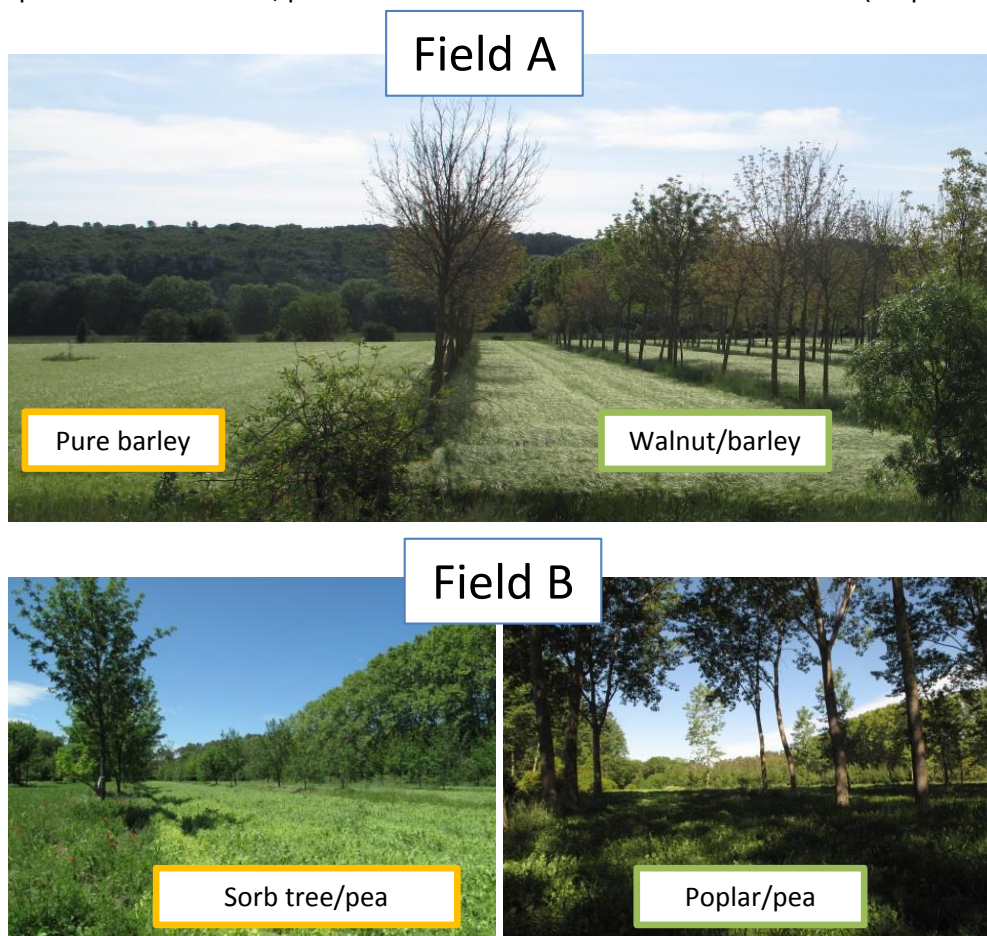 Field A
Pure barley
Walnut/barley
Field B
Sorb tree/pea
Poplar/pea